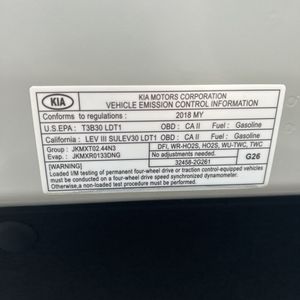 KIA
KIA MOTORS CORPORATION
VEHICLE EMISSION CONTROL INFORMATION
Conforms to regulations : 2018 MY
U.S.EPA : T3B30 LDT1 OBD : CA II Fuel : Gasoline
California : LEV III SULEV30 LDT1 OBD : CA II Fuel : Gasoline
Group : JKMXT02.44N3 DFI, WR-HO2S, HO2S, WU-TWC, TWC
Evap. : JKMXR0133DNG No adjustments needed. G26
[WARNING] 32458-2G261
Loaded I/M testing of permanent four-wheel drive or traction control equipped vehicles
must be performed on permanent four-wheel drive speed synchronized dynamometer.
Otherwise, utilize a non-loaded test.